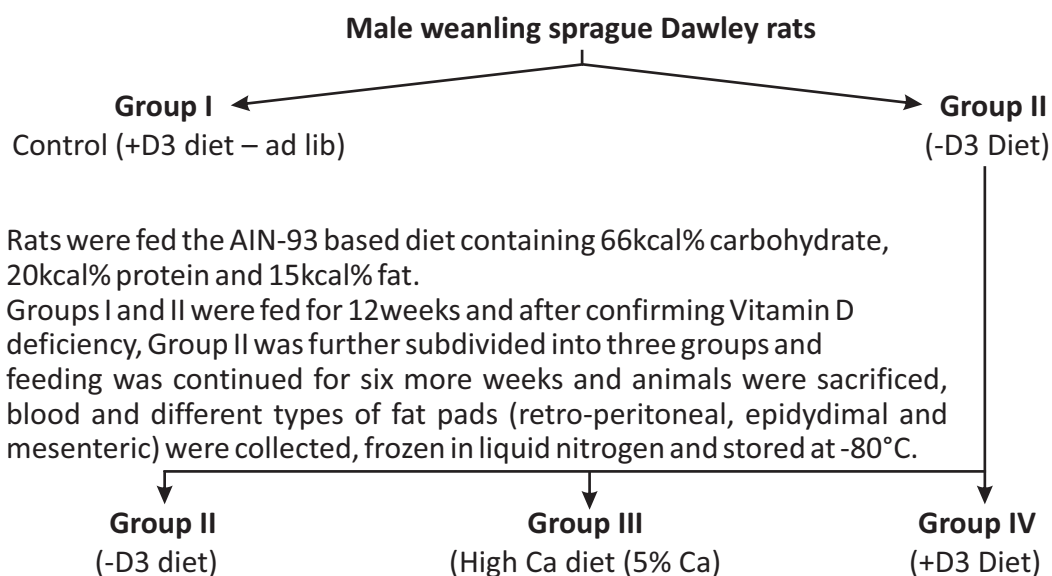 Male weanling sprague Dawley rats
Group I
Control (+D3 diet – ad lib)
Group II
(-D3 Diet)
Rats were fed the AIN-93 based diet containing 66kcal% carbohydrate,
20kcal% protein and 15kcal% fat.
Groups I and II were fed for 12weeks and after confirming Vitamin D
deficiency, Group II was further subdivided into three groups and
feeding was continued for six more weeks and animals were sacrificed,
blood and different types of fat pads (retro-peritoneal, epidydimal and
mesenteric) were collected, frozen in liquid nitrogen and stored at -80°C.
Group II
(-D3 diet)
Group III
(High Ca diet (5% Ca)
Group IV
(+D3 Diet)